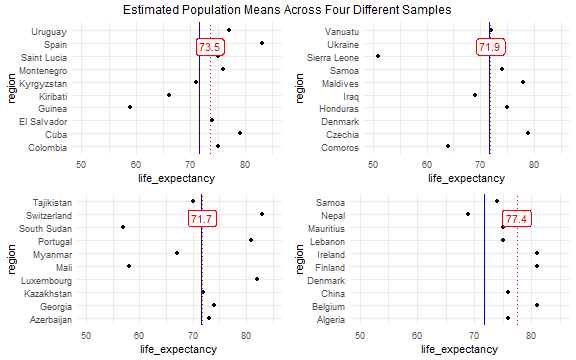 Estimated Population Means Across Four Different Samples
region
Uruguay
Spain
Saint Lucia
Montenegro
Kyrgyzstan
Kiribati
Guinea
El Salvador
Cuba
Colombia
73.5
50 60 70 80
life_expectancy
region
Vanuatu
Ukraine
Sierra Leone
Samoa
Maldives
Iraq
Honduras
Denmark
Czechia
Comoros
71.9
50 60 70 80
life_expectancy
region
Tajikistan
Switzerland
South Sudan
Portugal
Myanmar
Mali
Luxembourg
Kazakhstan
Georgia
Azerbaijan
71.7
50 60 70 80
life_expectancy
region
Samoa
Nepal
Mauritius
Lebanon
Ireland
Finland
Denmark
China
Belgium
Algeria
77.4
50 60 70 80
life_expectancy